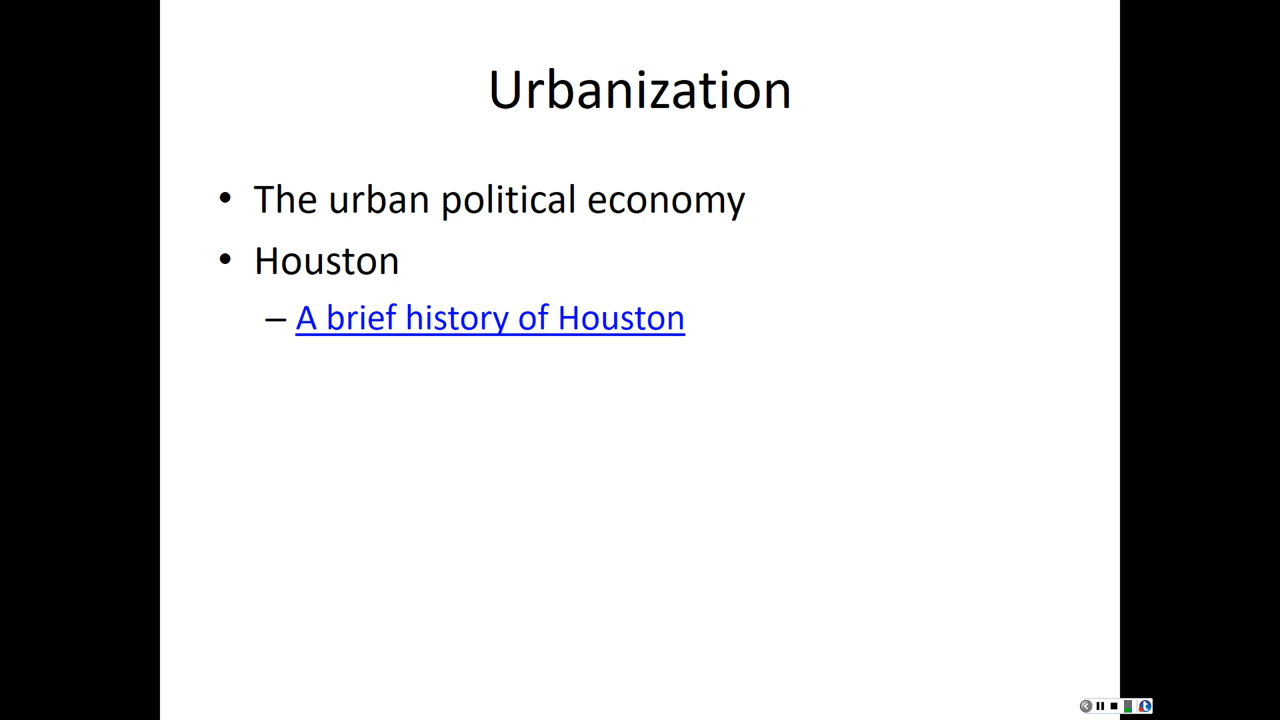 Urbanization
• The urban political economy
• Houston
– A brief history of Houston